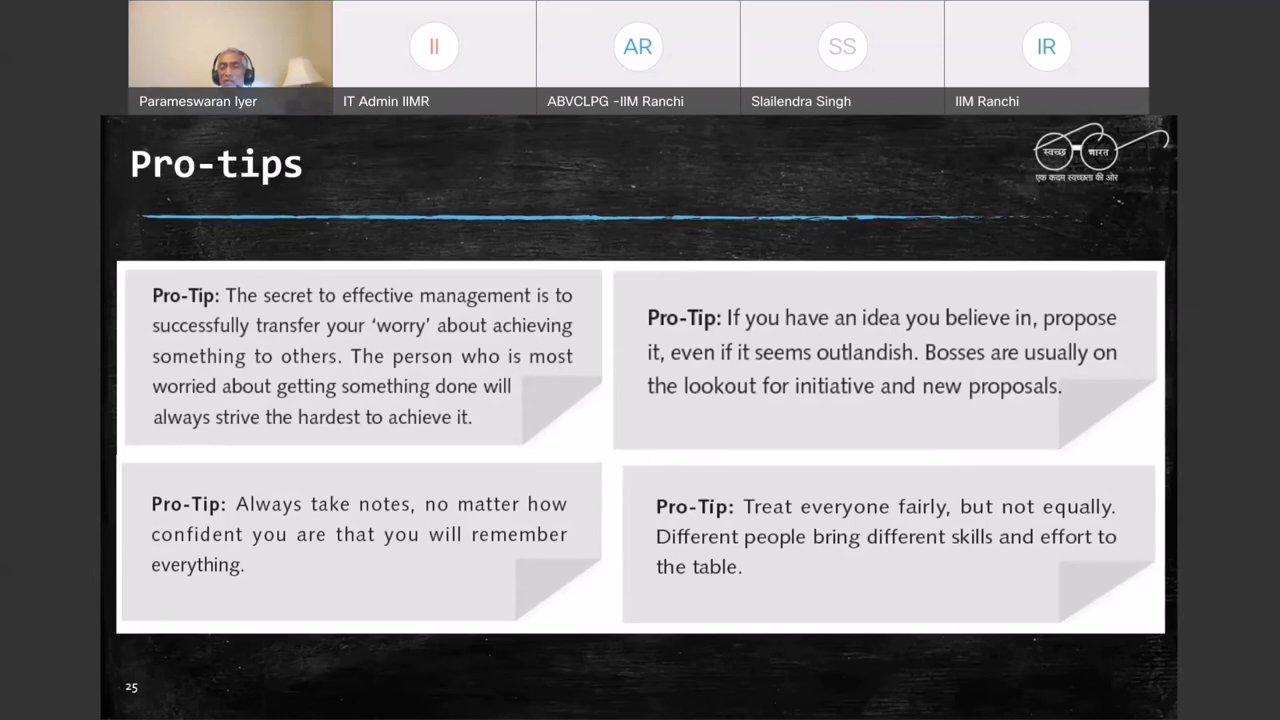 II
AR
SS
IR
Parameswaran Iyer
IT Admin IIMR
ABVCLPG -IIM Ranchi
Slailendra Singh
IIM Ranchi
Pro-tips
स्वच्छ भारत
एक कदम स्वच्छता की ओर
Pro-Tip: The secret to effective management is to
successfully transfer your ‘worry’ about achieving
something to others. The person who is most
worried about getting something done will
always strive the hardest to achieve it.
Pro-Tip: If you have an idea you believe in, propose
it, even if it seems outlandish. Bosses are usually on
the lookout for initiative and new proposals.
Pro-Tip: Always take notes, no matter how
confident you are that you will remember
everything.
Pro-Tip: Treat everyone fairly, but not equally.
Different people bring different skills and effort to
the table.
25